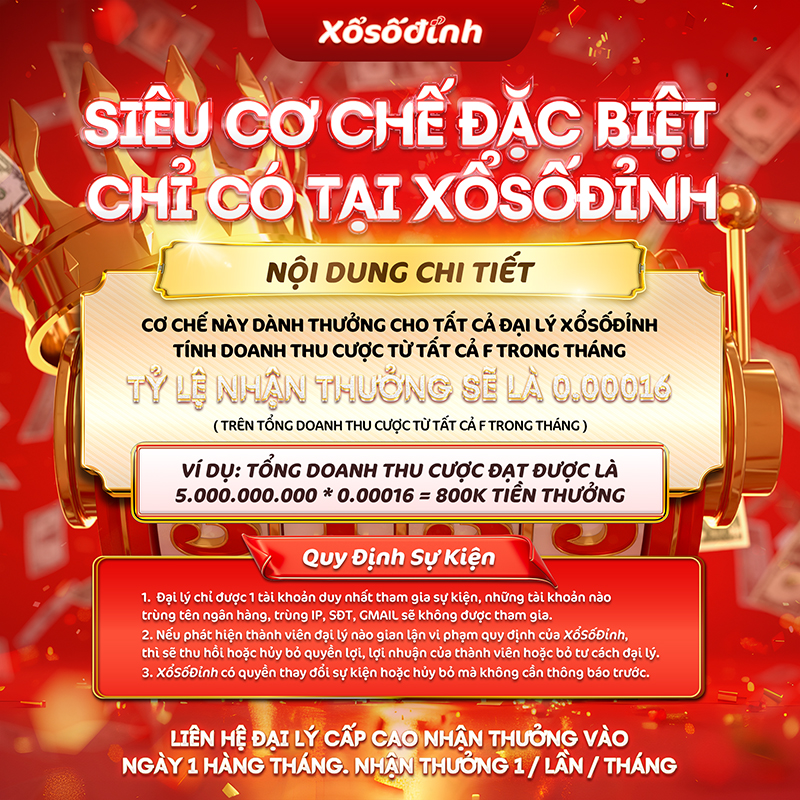 XổSốĐỉnh
SIÊU CƠ CHẾ ĐẶC BIỆT
CHỈ CÓ TẠI XỔSỐĐỈNH
NỘI DUNG CHI TIẾT
CƠ CHẾ NÀY DÀNH THƯỞNG CHO TẤT CẢ ĐẠI LÝ XỔSỐĐỈNH
TÍNH DOANH THU CƯỢC TỪ TẤT CẢ F TRONG THÁNG
TỶ LỆ NHẬN THƯỞNG SẼ LÀ 0.00016
( TRÊN TỔNG DOANH THU CƯỢC TỪ TẤT CẢ F TRONG THÁNG )
VÍ DỤ: TỔNG DOANH THU CƯỢC ĐẠT ĐƯỢC LÀ
5.000.000.000 * 0.00016 = 800K TIỀN THƯỞNG
Quy Định Sự Kiện
1. Đại lý chỉ được 1 tài khoản duy nhất tham gia sự kiện, những tài khoản nào
trùng tên ngân hàng, trùng IP, SĐT, GMAIL sẽ không được tham gia.
2. Nếu phát hiện thành viên đại lý nào gian lận vi phạm quy định của XổSốĐỉnh,
thì sẽ thu hồi hoặc hủy bỏ quyền lợi, lợi nhuận của thành viên hoặc bỏ tư cách đại lý.
3. XổSốĐỉnh có quyền thay đổi sự kiện hoặc hủy bỏ mà không cần thông báo trước.
LIÊN HỆ ĐẠI LÝ CẤP CAO NHẬN THƯỞNG VÀO
NGÀY 1 HÀNG THÁNG. NHẬN THƯỞNG 1 / LẦN / THÁNG